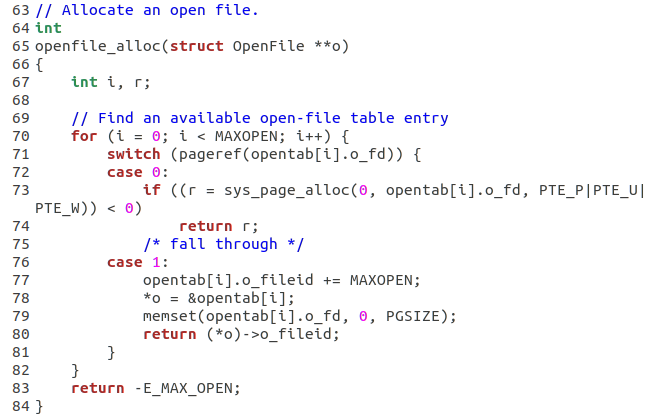 63 // Allocate an open file.
64 int
65 openfile_alloc(struct OpenFile **o)
66 {
67     int i, r;
68
69     // Find an available open-file table entry
70     for (i = 0; i < MAXOPEN; i++) {
71         switch (pageref(opentab[i].o_fd)) {
72         case 0:
73             if ((r = sys_page_alloc(0, opentab[i].o_fd, PTE_P|PTE_U|
PTE_W)) < 0)
74                 return r;
75             /* fall through */
76         case 1:
77             opentab[i].o_fileid += MAXOPEN;
78             *o = &opentab[i];
79             memset(opentab[i].o_fd, 0, PGSIZE);
80             return (*o)->o_fileid;
81         }
82     }
83     return -E_MAX_OPEN;
84 }